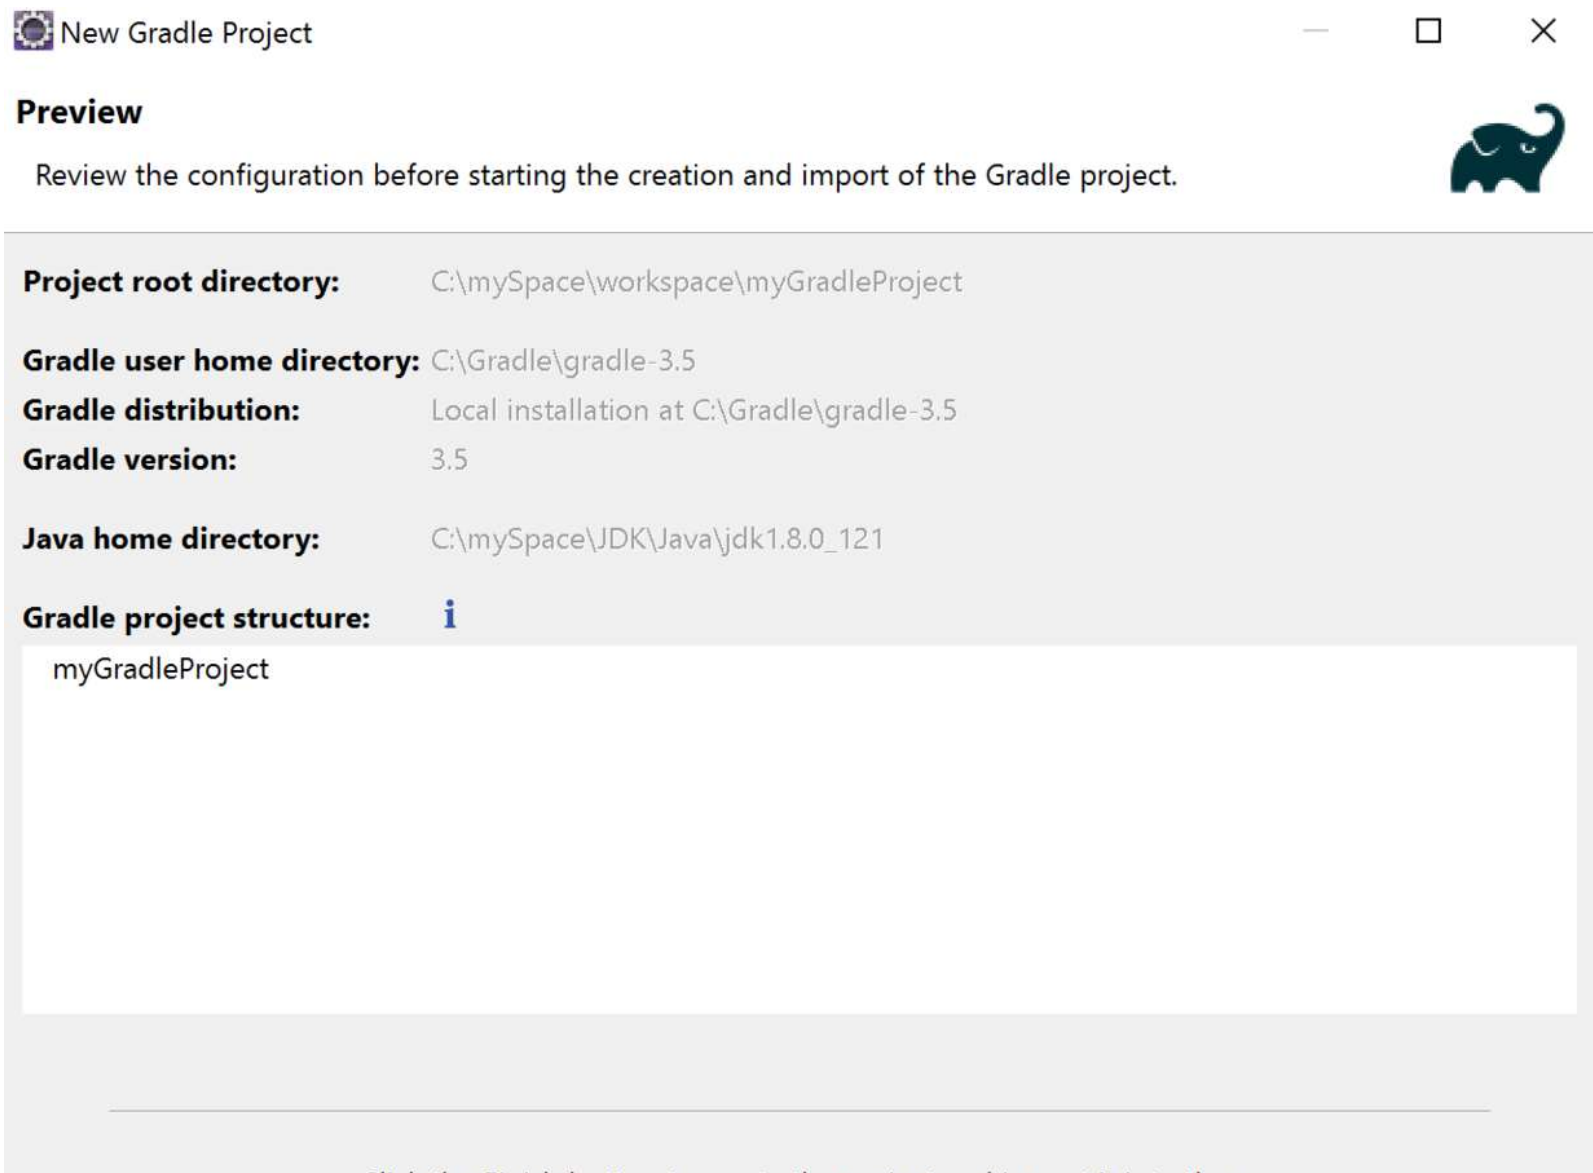 New Gradle Project
Preview
Review the configuration before starting the creation and import of the Gradle project.
Project root directory: C:\mySpace\workspace\myGradleProject
Gradle user home directory: C:\Gradle\gradle-3.5
Gradle distribution: Local installation at C:\Gradle\gradle-3.5
Gradle version: 3.5
Java home directory: C:\mySpace\JDK\Java\jdk1.8.0_121
Gradle project structure: i
myGradleProject